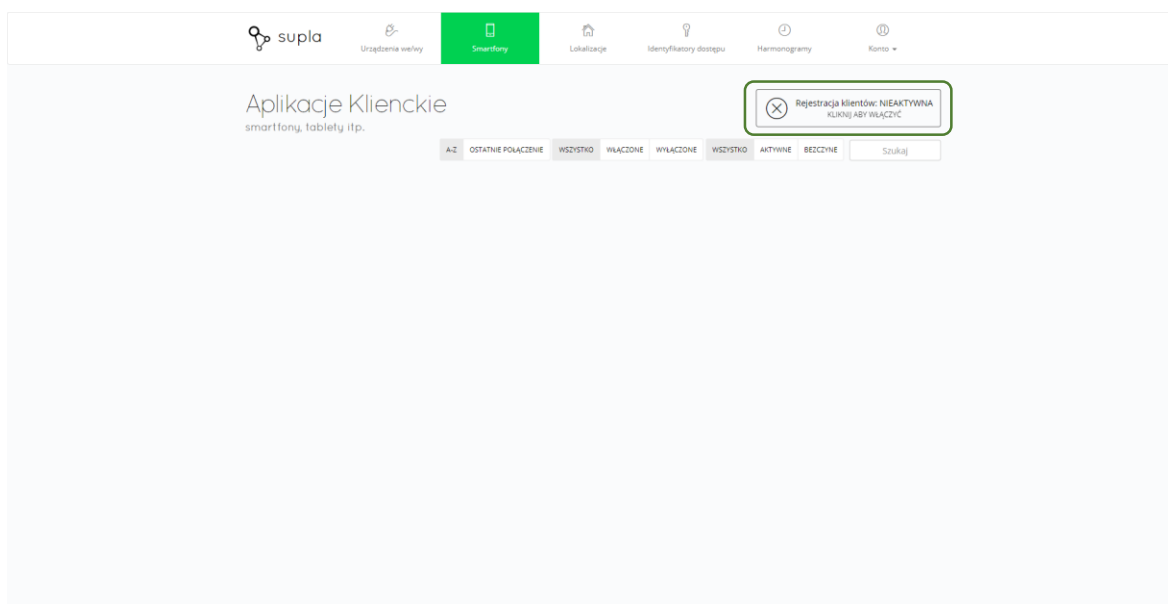 supla
Urządzenia we/wy
Smartfony
Lokalizacje
Identyfikatory dostępu
Harmonogramy
Konto
Aplikacje Klienckie
smartfony, tablety itp.
Rejestracja klientów: NIEAKTYWNA
KLIKNIJ ABY WŁĄCZYĆ
A-Z OSTATNIE POŁĄCZENIE WSZYSTKO WŁĄCZONE WYŁĄCZONE WSZYSTKO AKTYWNE BEZCZYNE Szukaj